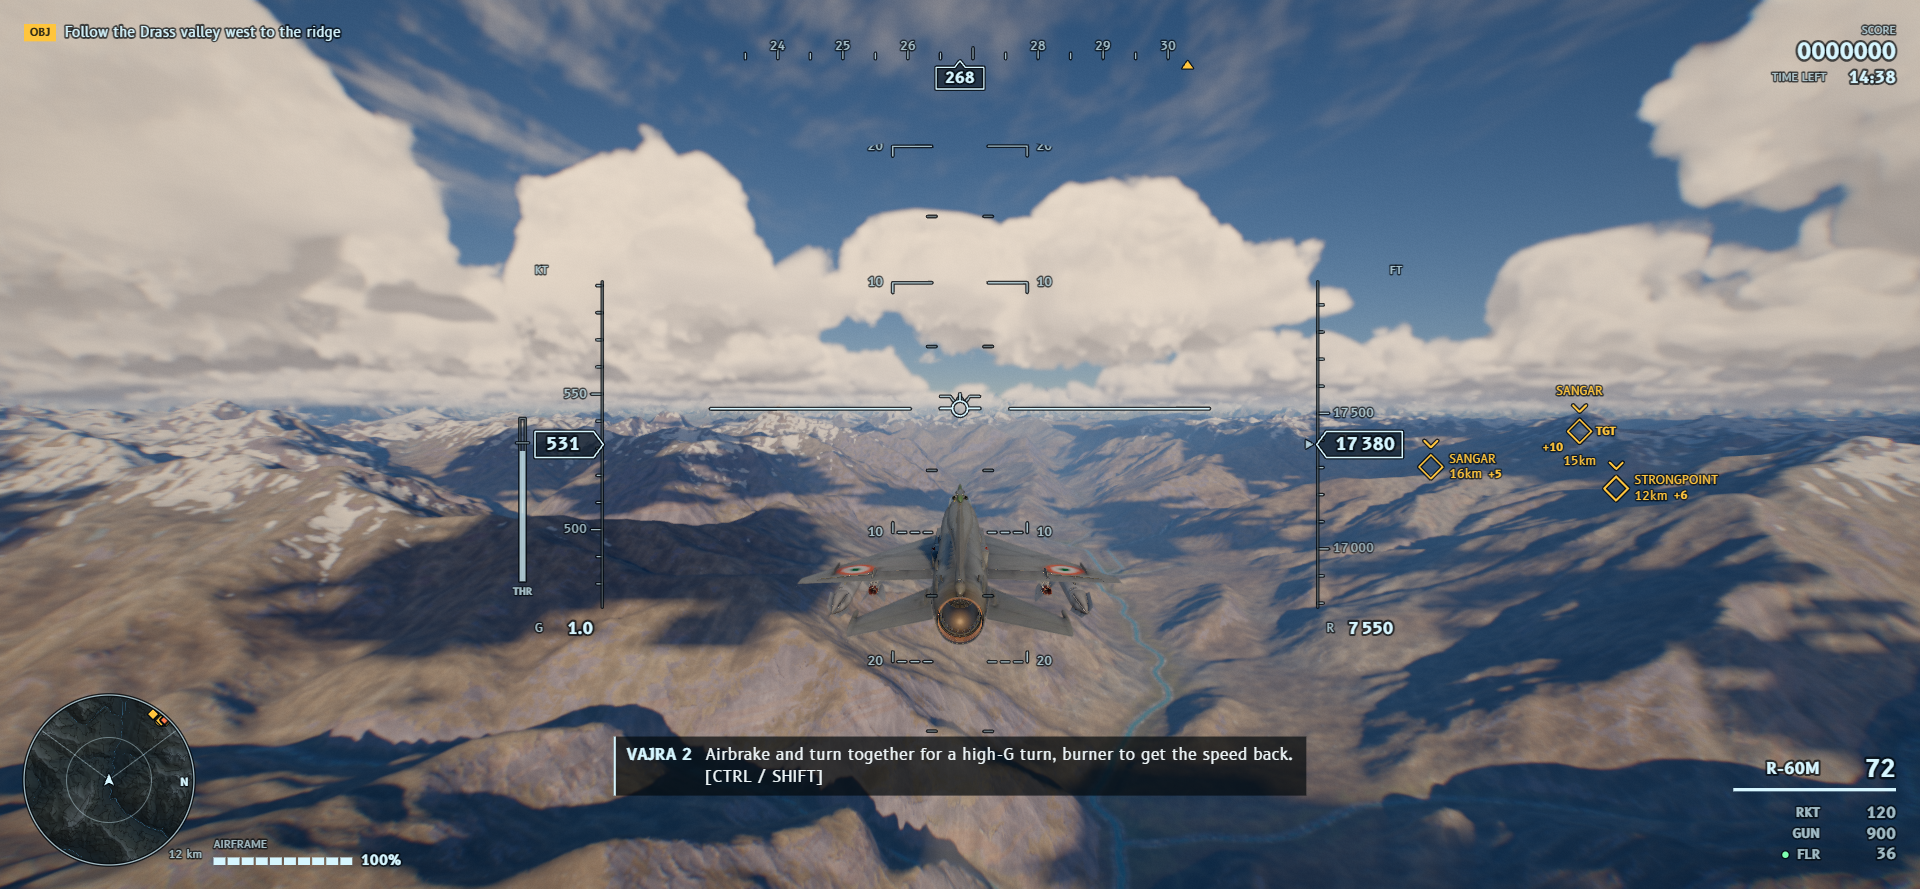 OBJ Follow the Drass valley west to the ridge
24 25 26 28 29 30
268
SCORE
0000000
TIME LEFT 14:38
20 20
10 10
KT
FT
550
531
500
THR
G 1.0
17 500
17 380
17 000
R 7 550
SANGAR
TGT
+10
15km
SANGAR
16km +5
STRONGPOINT
12km +6
10 10
20 20
VAJRA 2 Airbrake and turn together for a high-G turn, burner to get the speed back.
[CTRL / SHIFT]
N
12 km
AIRFRAME
100%
R-60M 72
RKT 120
GUN 900
FLR 36